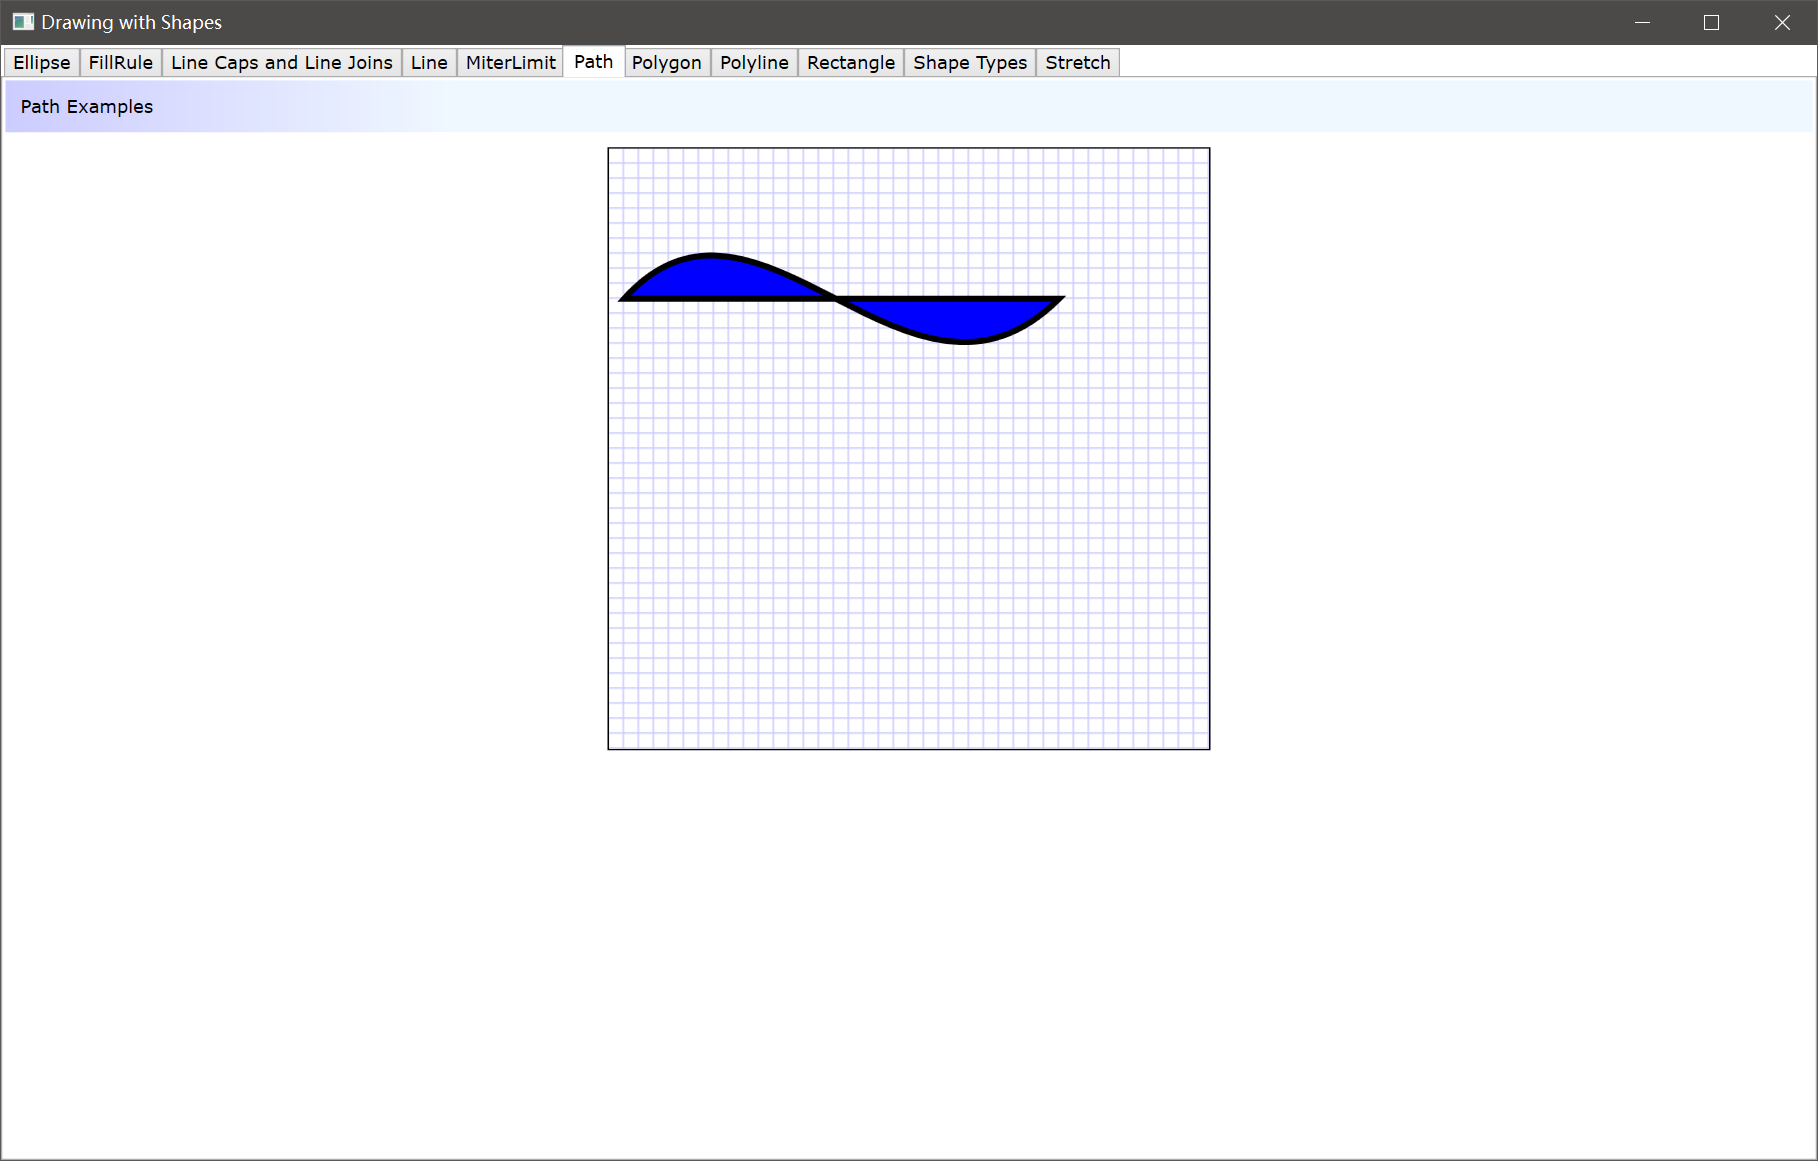 Drawing with Shapes
Ellipse FillRule Line Caps and Line Joins Line MiterLimit Path Polygon Polyline Rectangle Shape Types Stretch
Path Examples